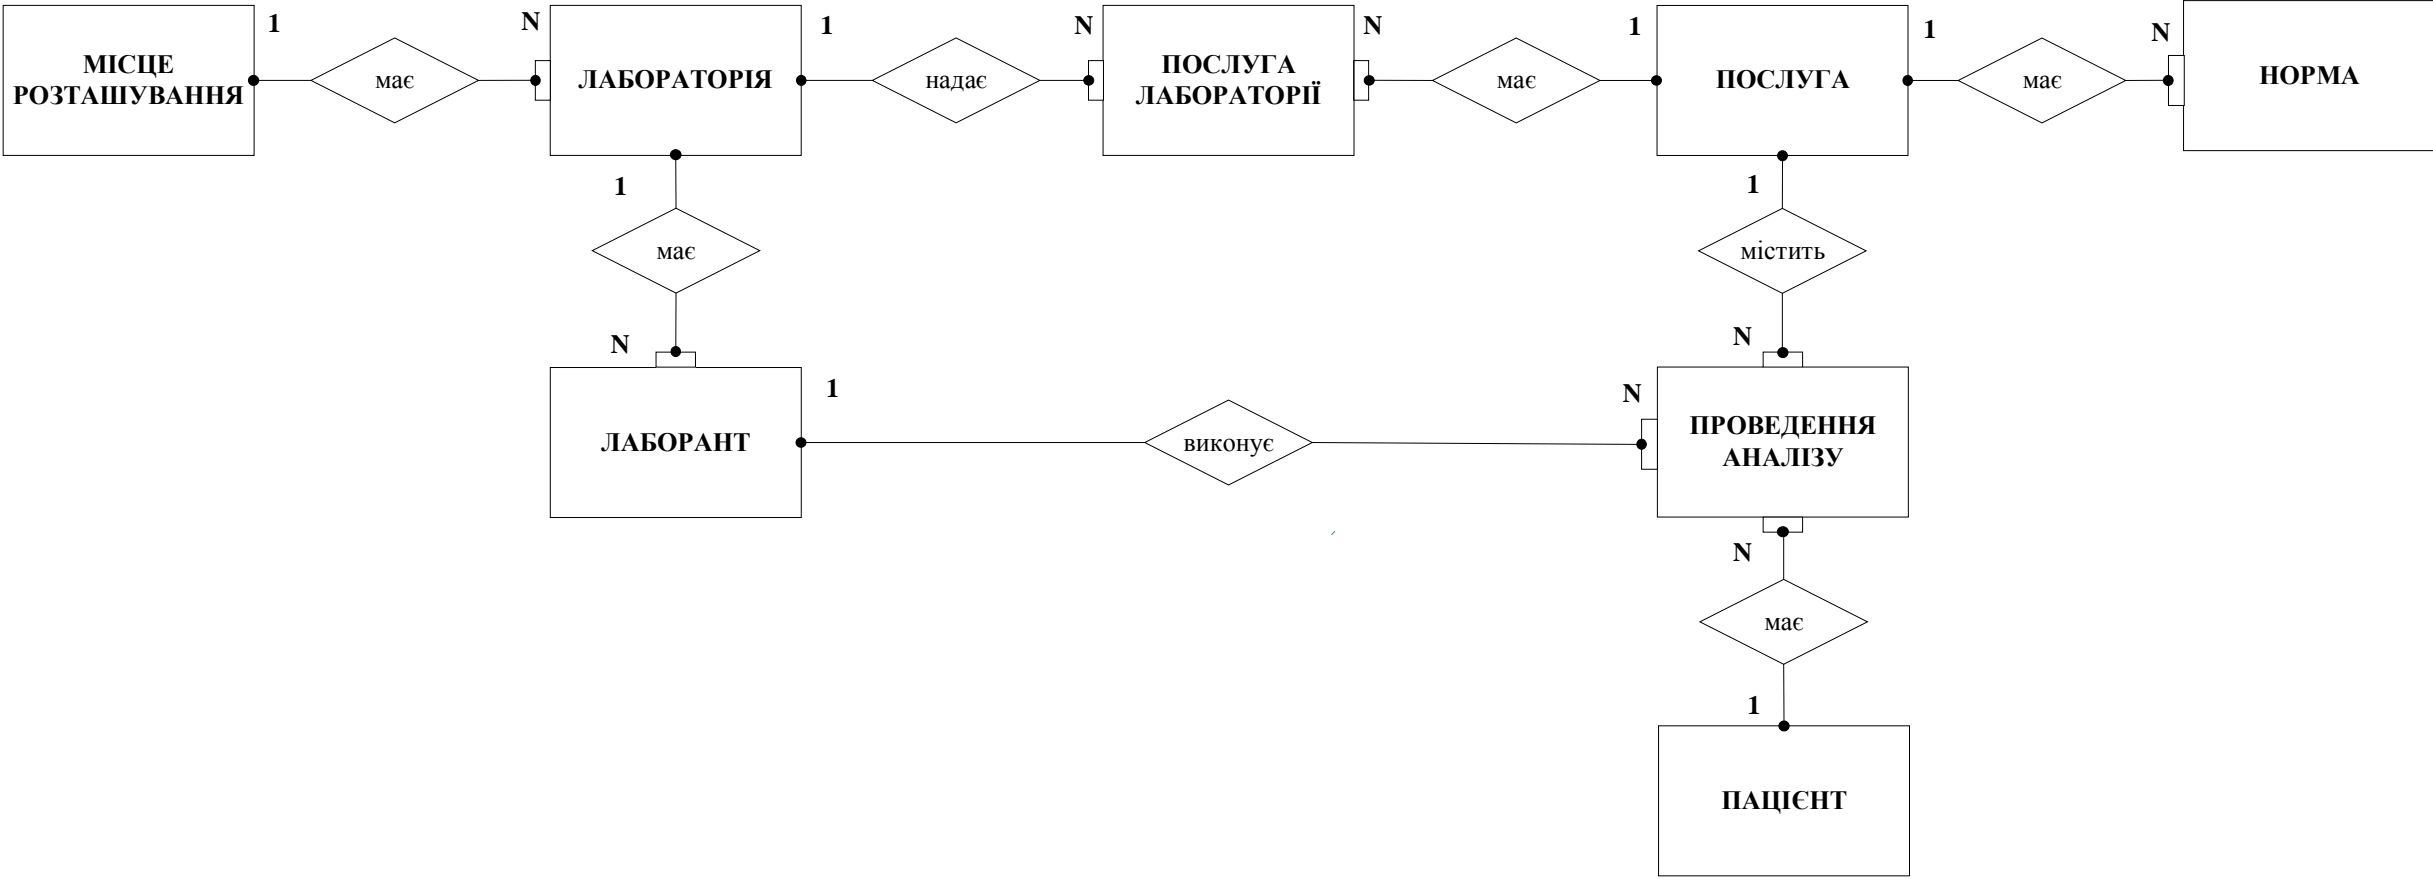 1
N
1
N
N
1
1
N
МІСЦЕ
РОЗТАШУВАННЯ
має
ЛАБОРАТОРІЯ
надає
ПОСЛУГА
ЛАБОРАТОРІЇ
має
ПОСЛУГА
має
НОРМА
1
1
має
містить
N
N
1
N
ЛАБОРАНТ
виконує
ПРОВЕДЕННЯ
АНАЛІЗУ
N
має
1
ПАЦІЄНТ